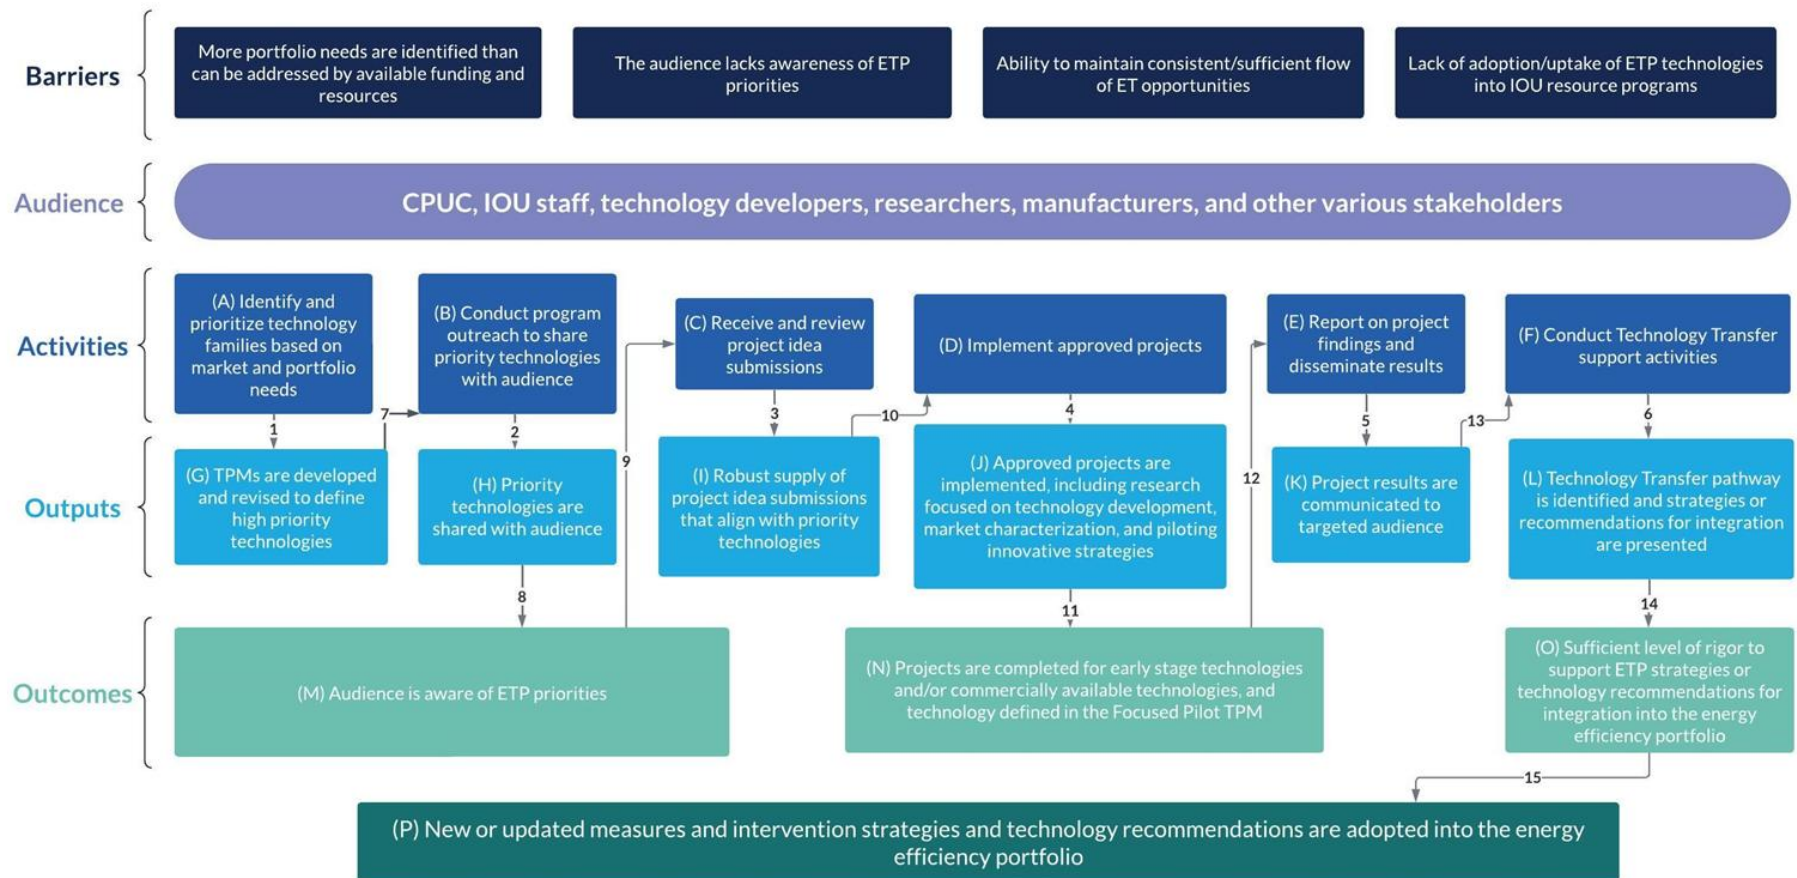 Barriers
More portfolio needs are identified than
can be addressed by available funding and
resources
The audience lacks awareness of ETP
priorities
Ability to maintain consistent/sufficient flow
of ET opportunities
Lack of adoption/uptake of ETP technologies
into IOU resource programs
Audience
CPUC, IOU staff, technology developers, researchers, manufacturers, and other various stakeholders
Activities
(A) Identify and
prioritize technology
families based on
market and portfolio
needs
(B) Conduct program
outreach to share
priority technologies
with audience
(C) Receive and review
project idea
submissions
(D) Implement approved projects
(E) Report on project
findings and
disseminate results
(F) Conduct Technology Transfer
support activities
1
7
2
9
3
10
4
12
5
13
6
Outputs
(G) TPMs are developed
and revised to define
high priority
technologies
(H) Priority
technologies are
shared with audience
(I) Robust supply of
project idea submissions
that align with priority
technologies
(J) Approved projects are
implemented, including research
focused on technology development,
market characterization, and piloting
innovative strategies
(K) Project results are
communicated to
targeted audience
(L) Technology Transfer pathway
is identified and strategies or
recommendations for integration
are presented
8
11
14
Outcomes
(M) Audience is aware of ETP priorities
(N) Projects are completed for early stage technologies
and/or commercially available technologies, and
technology defined in the Focused Pilot TPM
(O) Sufficient level of rigor to
support ETP strategies or
technology recommendations for
integration into the energy
efficiency portfolio
15
(P) New or updated measures and intervention strategies and technology recommendations are adopted into the energy
efficiency portfolio